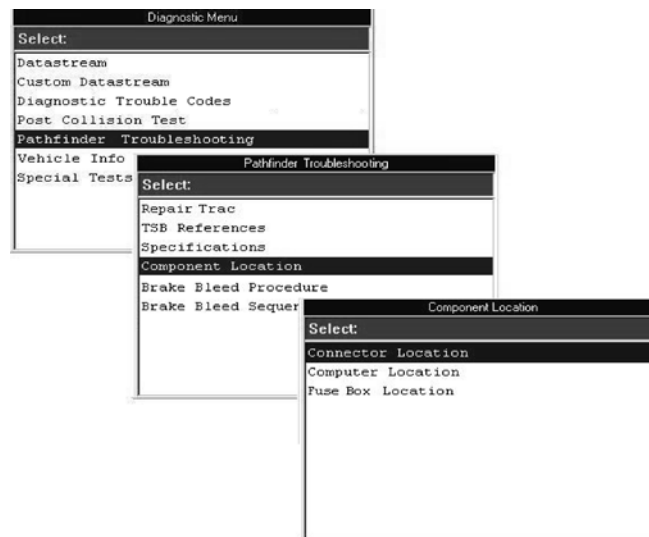 Diagnostic Menu
Select:
Datastream
Custom Datastream
Diagnostic Trouble Codes
Post Collision Test
Pathfinder Troubleshooting
Vehicle Info
Special Tests
Pathfinder Troubleshooting
Select:
Repair Trac
TSB References
Specifications
Component Location
Brake Bleed Procedure
Brake Bleed Sequer
Component Location
Select:
Connector Location
Computer Location
Fuse Box Location